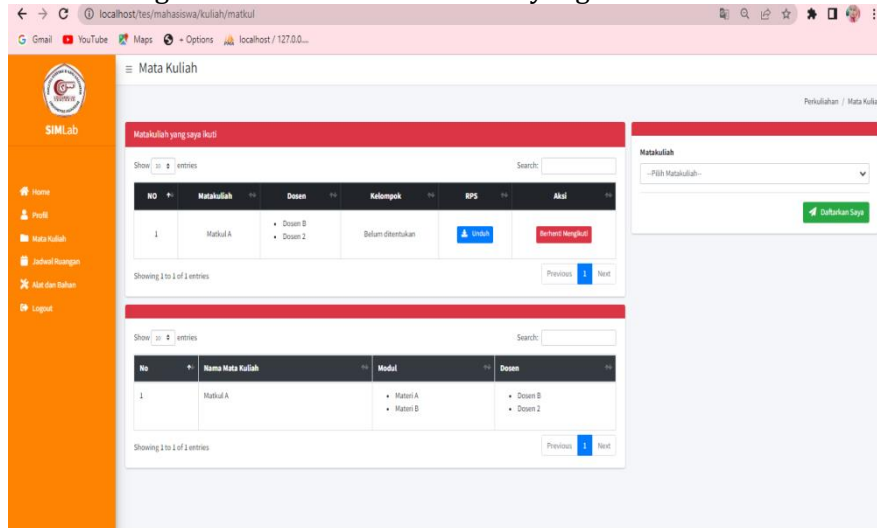 localhost/tes/mahasiswa/kuliah/matkul
Gmail YouTube Maps + Options localhost / 127.0.0....
SIMLab
Home
Profil
Mata Kuliah
Jadwal Ruangan
Alat dan Bahan
Logout
Mata Kuliah
Perkuliahan / Mata Kulia
Matakuliah yang saya ikuti
Show 10 entries Search:
NO Matakuliah Dosen Kelompok RPS Aksi
1 Matkul A Dosen B Belum ditentukan Unduh Berhenti Mengikuti
Dosen 2
Showing 1 to 1 of 1 entries Previous 1 Next
Show 10 entries Search:
No Nama Mata Kuliah Modul Dosen
1 Matkul A Materi A Dosen B
Materi B Dosen 2
Showing 1 to 1 of 1 entries Previous 1 Next
Matakuliah
--Pilih Matakuliah--
Daftarkan Saya